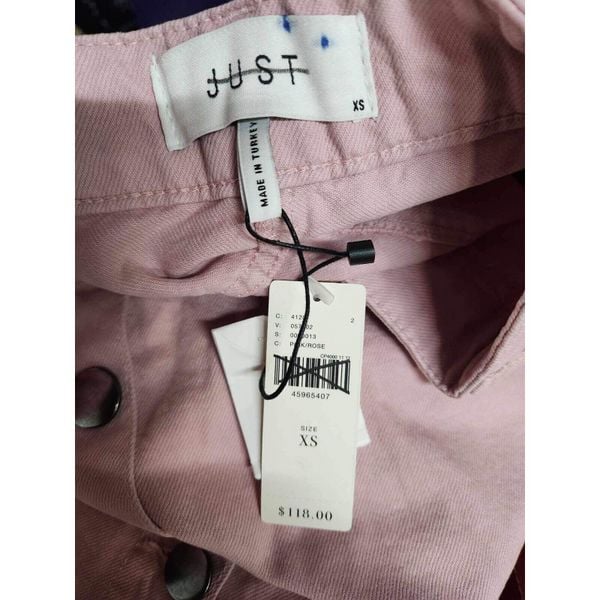 JUST
XS
MADE IN TURKEY
C: 2
V:
S:
C: PINK/ROSE
45965407
SIZE
XS
$118.00